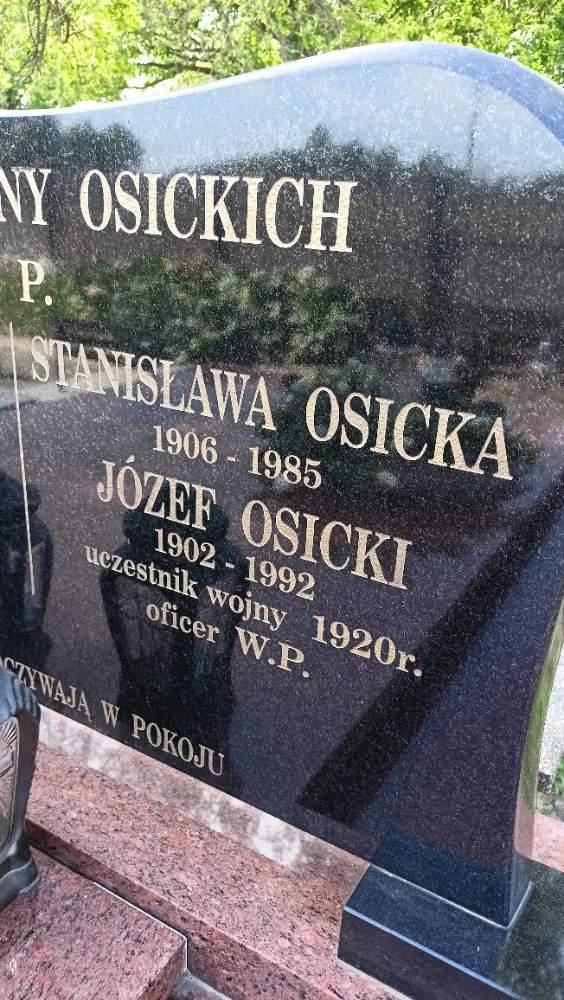 NY OSICKICH
P.
STANISŁAWA OSICKA
1906 - 1985
JÓZEF OSICKI
1902 - 1992
uczestnik wojny 1920r.
oficer W.P.
CZYWAJĄ W POKOJU